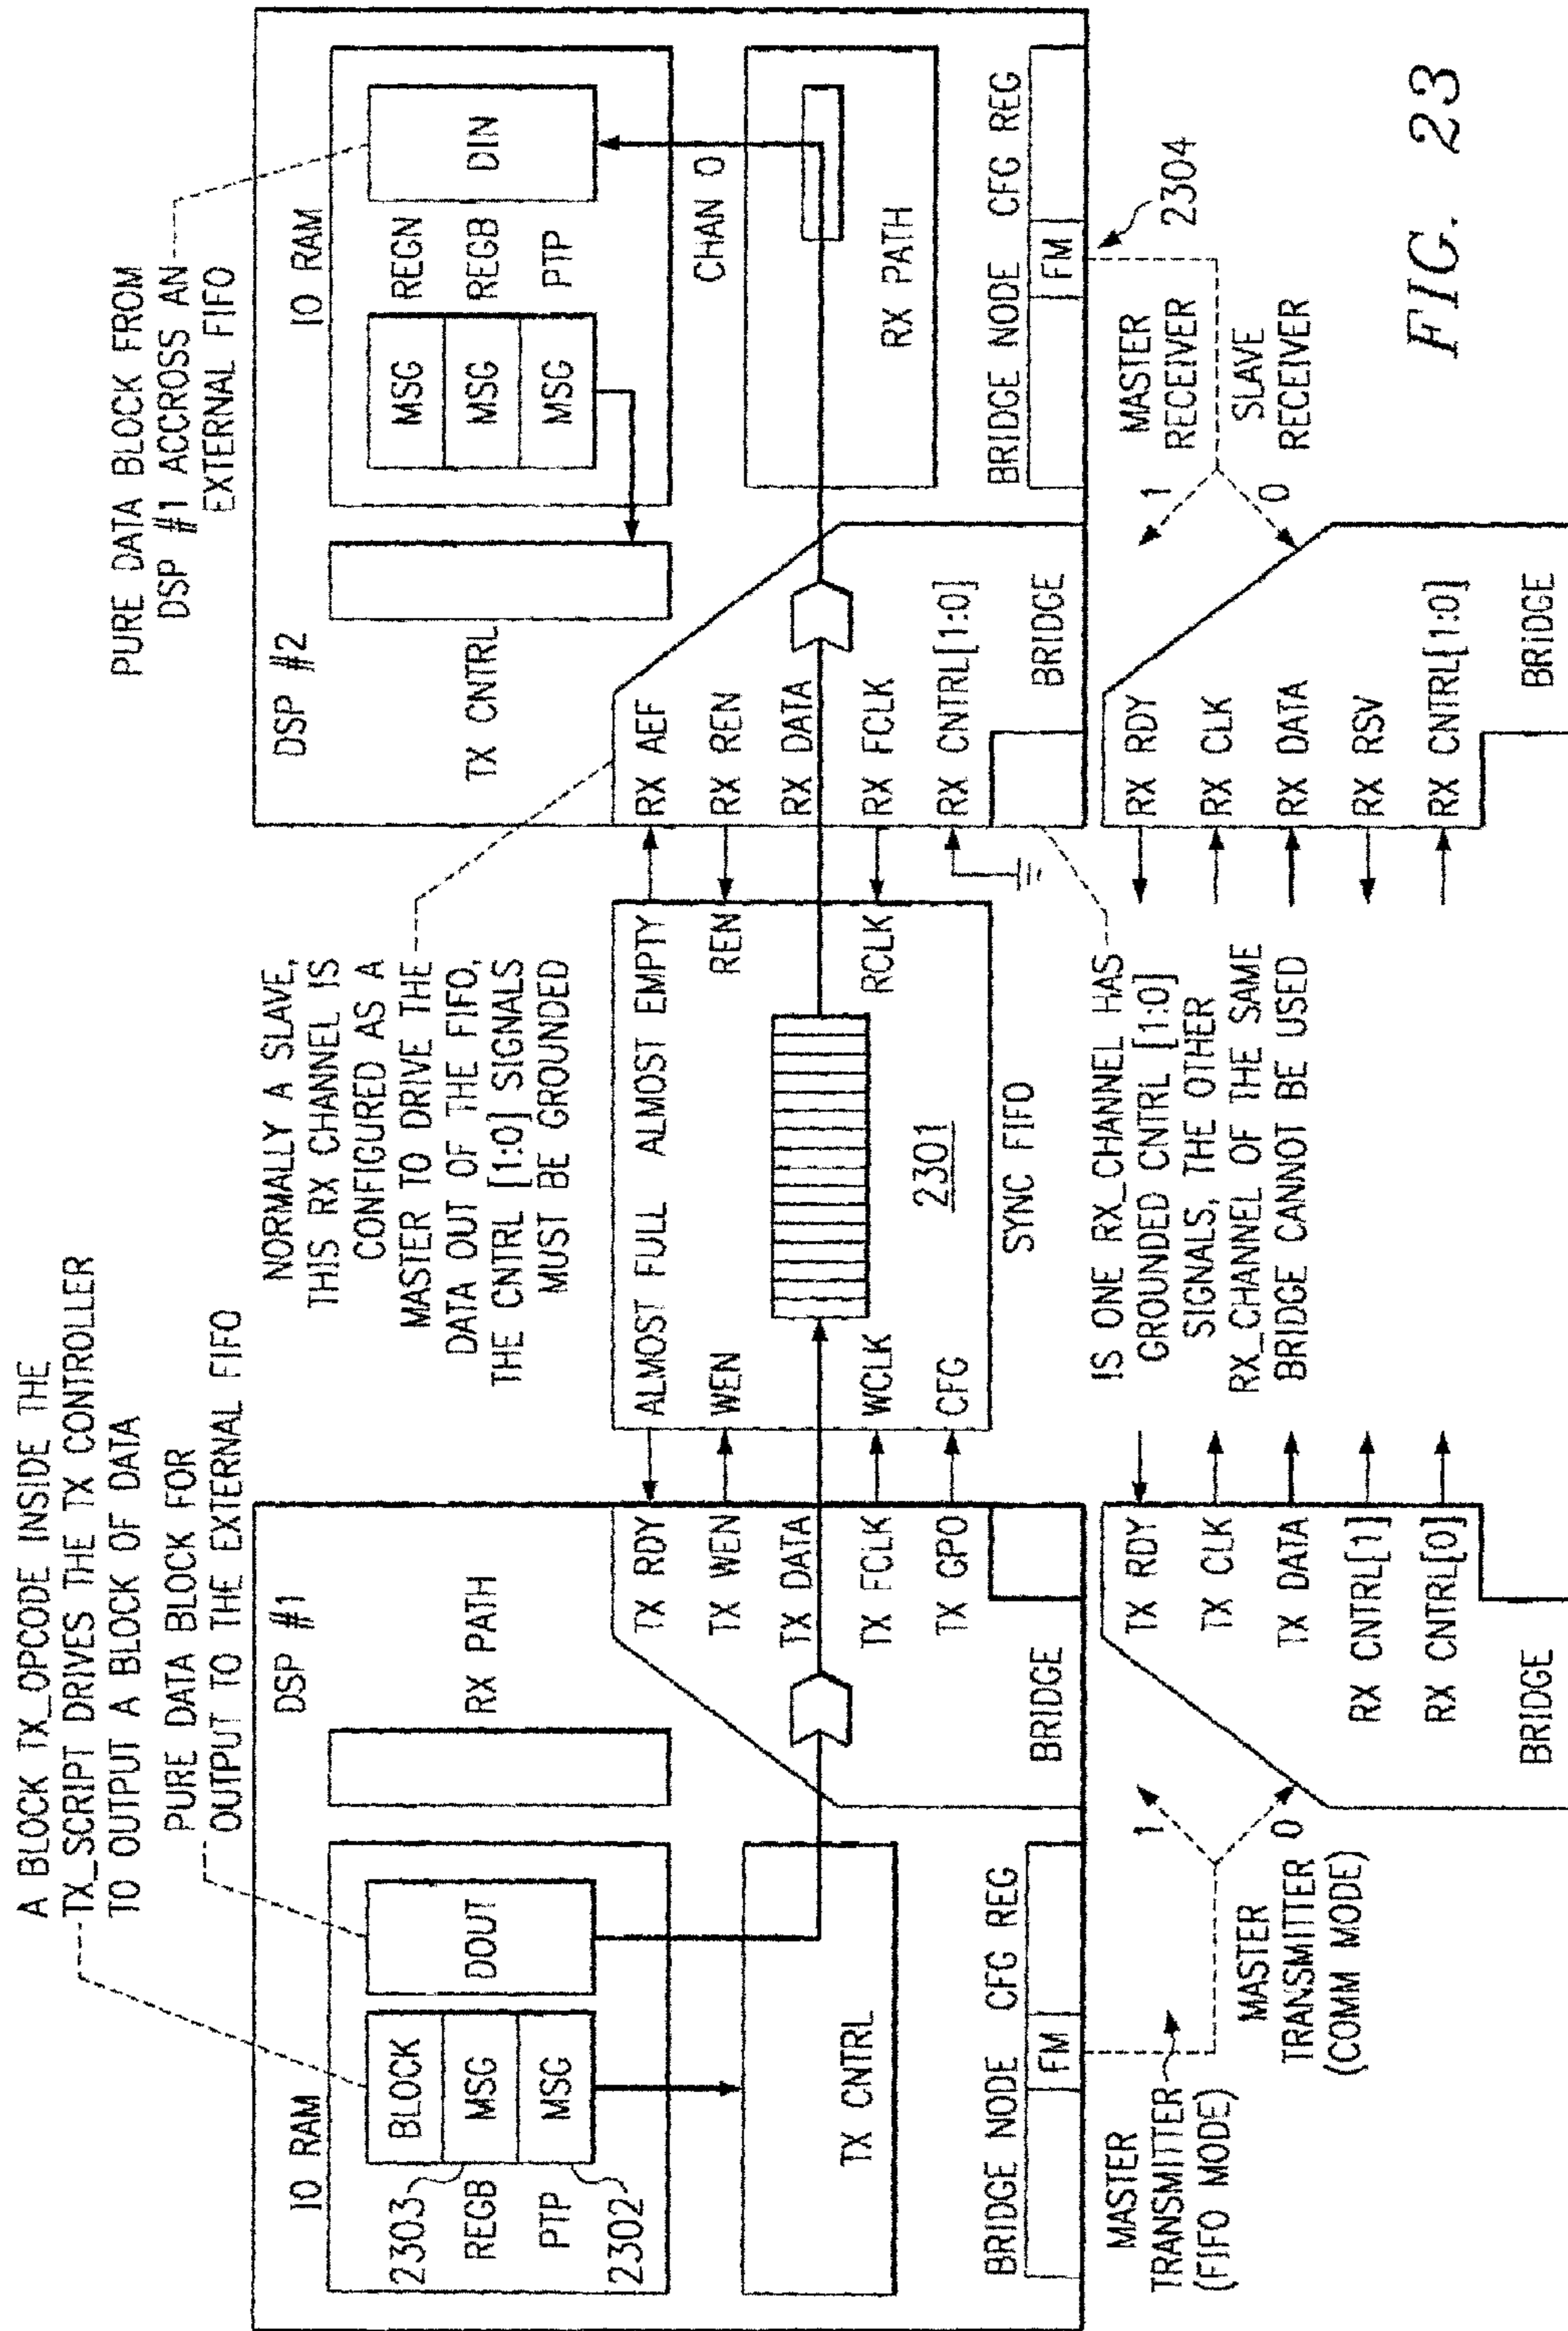 A BLOCK TX_OPCODE INSIDE THE
TX_SCRIPT DRIVES THE TX CONTROLLER
TO OUTPUT A BLOCK OF DATA
PURE DATA BLOCK FOR
OUTPUT TO THE EXTERNAL FIFO
NORMALLY A SLAVE,
THIS RX CHANNEL IS
CONFIGURED AS A
MASTER TO DRIVE THE
DATA OUT OF THE FIFO,
THE CNTRL [1:0] SIGNALS
MUST BE GROUNDED
PURE DATA BLOCK FROM
DSP #1 ACCROSS AN
EXTERNAL FIFO
DSP #1
IO RAM
2303
REGB
PTP
2302
BLOCK
MSG
MSG
DOUT
RX PATH
TX CNTRL
TX RDY
TX WEN
TX DATA
TX FCLK
TX GPO
BRIDGE
BRIDGE NODE CFG REG
FM
ALMOST FULL
ALMOST EMPTY
WEN
REN
WCLK
RCLK
CFG
2301
SYNC FIFO
DSP #2
TX CNTRL
IO RAM
MSG
MSG
MSG
REGN
REGB
PTP
DIN
CHAN 0
RX PATH
RX AEF
RX REN
RX DATA
RX FCLK
RX CNTRL[1:0]
BRIDGE
BRIDGE NODE CFG REG
FM
2304
MASTER
TRANSMITTER
(FIFO MODE)
1
0
MASTER
TRANSMITTER
(COMM MODE)
TX RDY
TX CLK
TX DATA
RX CNTRL[1]
RX CNTRL[0]
BRIDGE
IS ONE RX_CHANNEL HAS
GROUNDED CNTRL [1:0]
SIGNALS, THE OTHER
RX_CHANNEL OF THE SAME
BRIDGE CANNOT BE USED
RX RDY
RX CLK
RX DATA
RX RSV
RX CNTRL[1:0]
BRIDGE
1
0
MASTER
RECEIVER
SLAVE
RECEIVER
FIG. 23